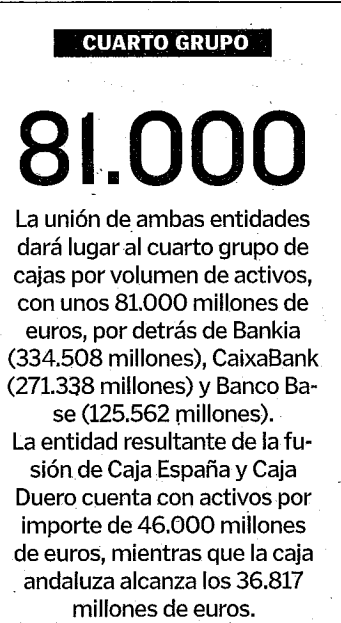 CUARTO GRUPO
81.000
La unión de ambas entidades
dará lugar al cuarto grupo de
cajas por volumen de activos,
con unos 81.000 millones de
euros, por detrás de Bankia
(334.508 millones), CaixaBank
(271.338 millones) y Banco Ba-
se (125.562 millones).
La entidad resultante de la fu-
sión de Caja España y Caja
Duero cuenta con activos por
importe de 46.000 millones
de euros, mientras que la caja
andaluza alcanza los 36.817
millones de euros.